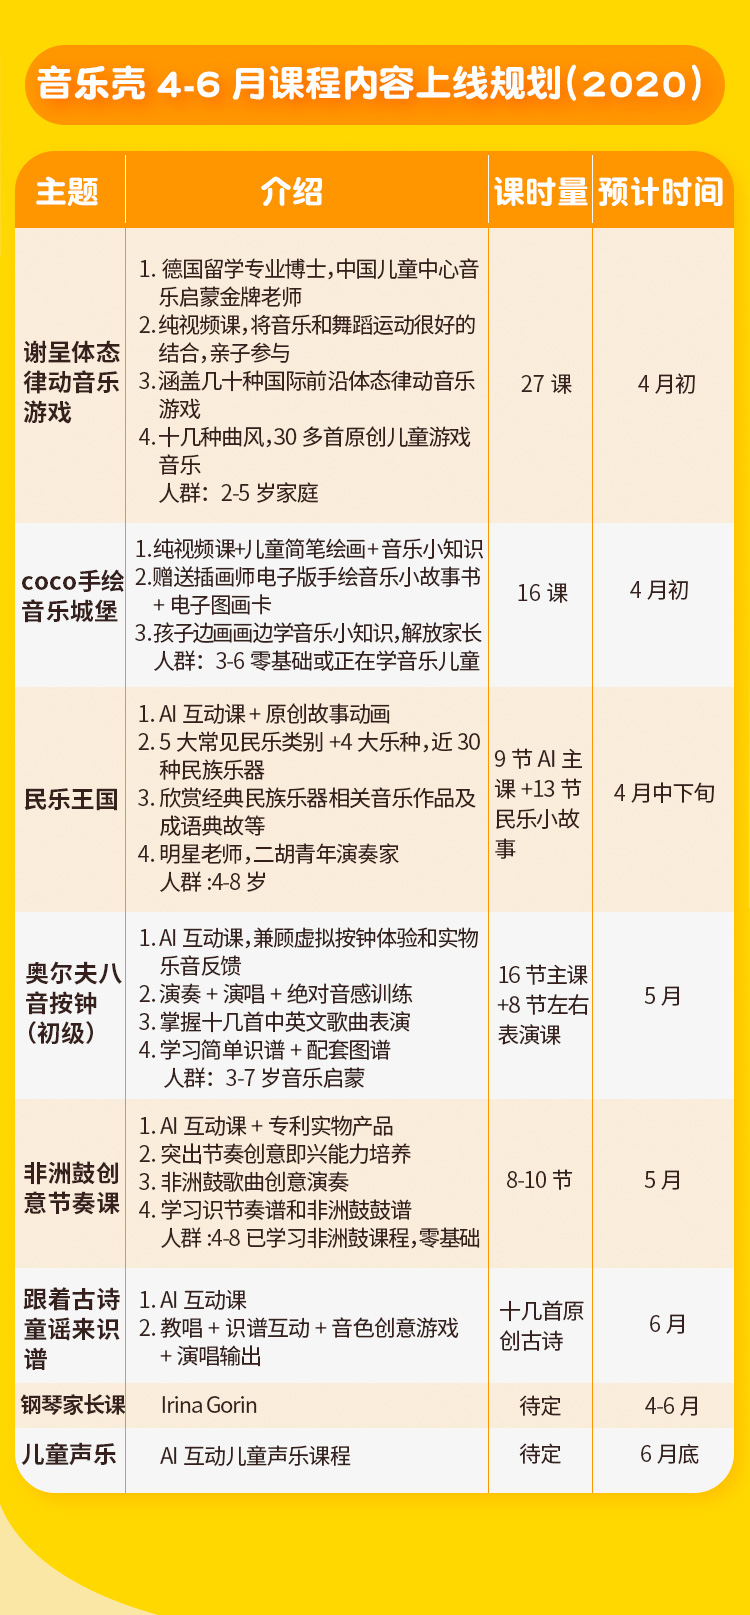 音乐壳 4-6 月课程内容上线规划(2020)
主题 介绍 课时量 预计时间
谢呈体态
律动音乐
游戏
1. 德国留学专业博士,中国儿童中心音
乐启蒙金牌老师
2.纯视频课,将音乐和舞蹈运动很好的
结合,亲子参与
3.涵盖几十种国际前沿体态律动音乐
游戏
4.十几种曲风,30 多首原创儿童游戏
音乐
人群：2-5 岁家庭
27 课
4 月初
coco手绘
音乐城堡
1.纯视频课+儿童简笔绘画+音乐小知识
2.赠送插画师电子版手绘音乐小故事书
+ 电子图画卡
3.孩子边画画边学音乐小知识,解放家长
人群：3-6 零基础或正在学音乐儿童
16 课
4 月初
民乐王国
1. AI 互动课 + 原创故事动画
2. 5 大常见民乐类别 +4 大乐种,近 30
种民族乐器
3. 欣赏经典民族乐器相关音乐作品及
成语典故等
4. 明星老师,二胡青年演奏家
人群 :4-8 岁
9 节 AI 主
课 +13 节
民乐小故
事
4 月中下旬
奥尔夫八
音按钟
（初级）
1. AI 互动课,兼顾虚拟按钟体验和实物
乐音反馈
2. 演奏 + 演唱 + 绝对音感训练
3. 掌握十几首中英文歌曲表演
4. 学习简单识谱 + 配套图谱
人群：3-7 岁音乐启蒙
16 节主课
+8 节左右
表演课
5 月
非洲鼓创
意节奏课
1. AI 互动课 + 专利实物产品
2. 突出节奏创意即兴能力培养
3. 非洲鼓歌曲创意演奏
4. 学习识节奏谱和非洲鼓鼓谱
人群 :4-8 已学习非洲鼓课程,零基础
8-10 节
5 月
跟着古诗
童谣来识
谱
1. AI 互动课
2. 教唱 + 识谱互动 + 音色创意游戏
+ 演唱输出
十几首原
创古诗
6 月
钢琴家长课 Irina Gorin 待定 4-6 月
儿童声乐 AI 互动儿童声乐课程 待定 6 月底